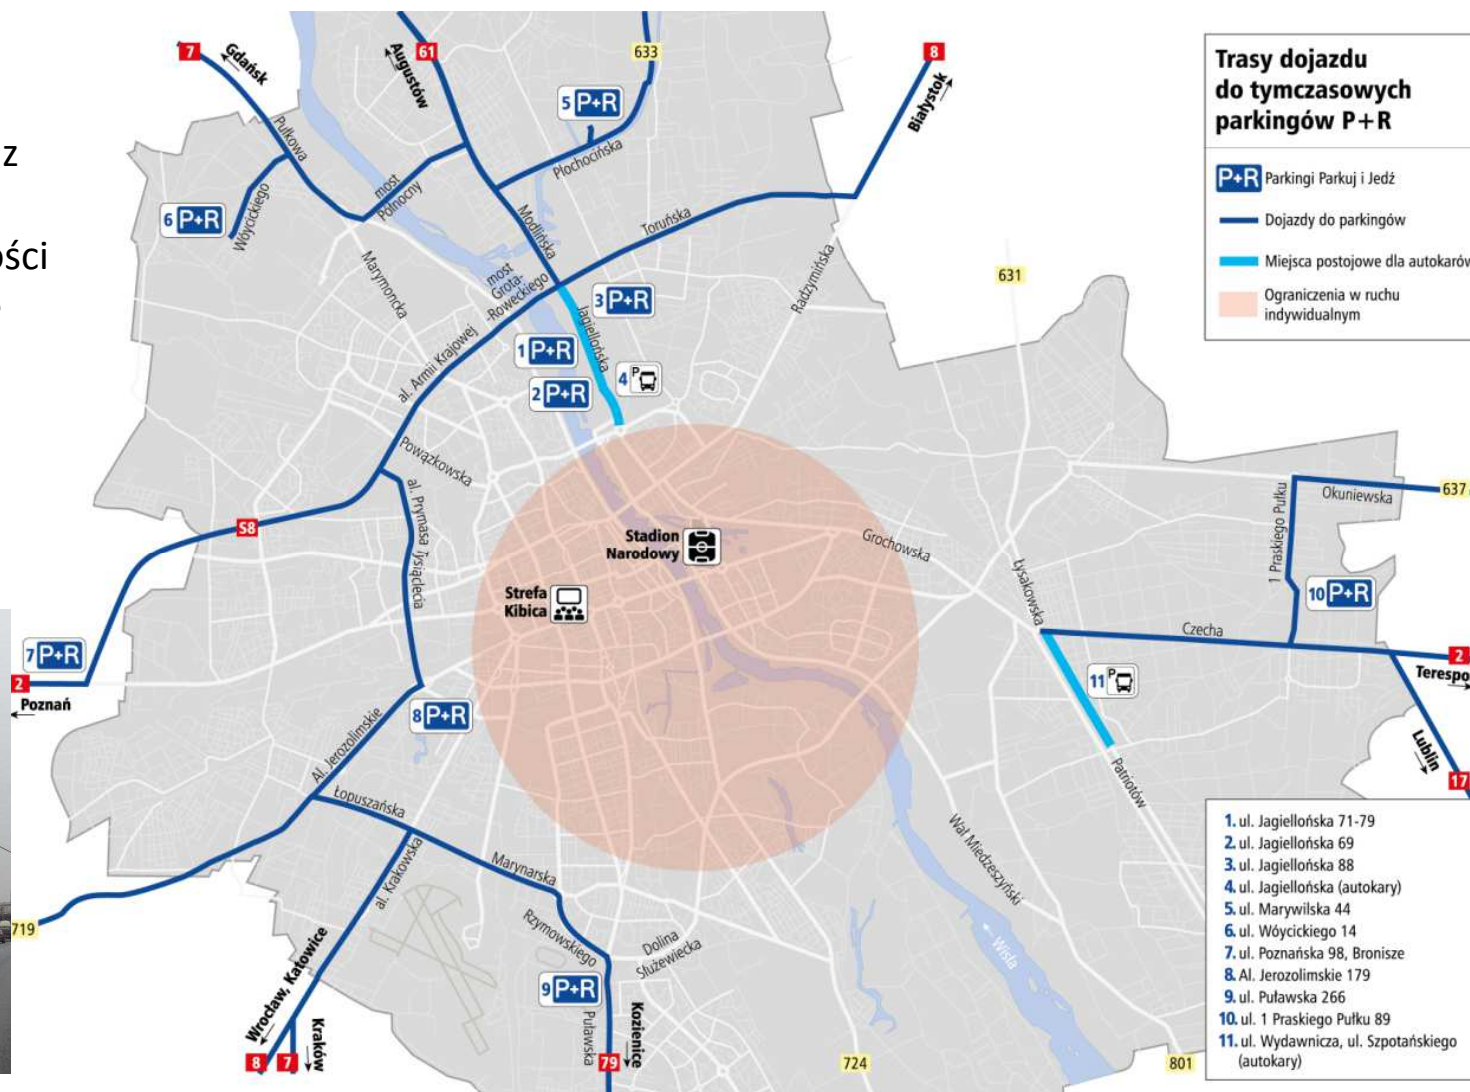 z
ości
7
Gdańsk
61
Augustów
633
8
Białystok
Trasy dojazdu
do tymczasowych
parkingów P+R
P+R Parkingi Parkuj i Jedź
Dojazdy do parkingów
Miejsca postojowe dla autokarów
Ograniczenia w ruchu
indywidualnym
5 P+R
Pułkowa
Płochocińska
6 P+R
Wóycickiego
most
Północny
Modlińska
Toruńska
Marymoncka
most
Grota-
-Roweckiego
Radzymińska
631
3 P+R
Jagiellońska
1 P+R
2 P+R
4 P
al. Armii Krajowej
Powązkowska
al. Prymasa Tysiąclecia
S8
Stadion
Narodowy
Strefa
Kibica
Grochowska
Łysakowska
1 Praskiego Pułku
Okuniewska
637
10 P+R
Czecha
2
Terespo
7 P+R
2
Poznań
8 P+R
11 P
Lublin
17
Al. Jerozolimskie
Łopuszańska
Patriotów
al. Krakowska
Marynarska
Wał Miedzeszyński
719
Rzymowskiego
Dolina
Służewiecka
Wisła
Wrocław, Katowice
8
7
Kraków
9 P+R
Puławska
79
Kozienice
724
801
1. ul. Jagiellońska 71-79
2. ul. Jagiellońska 69
3. ul. Jagiellońska 88
4. ul. Jagiellońska (autokary)
5. ul. Marywilska 44
6. ul. Wóycickiego 14
7. ul. Poznańska 98, Bronisze
8. Al. Jerozolimskie 179
9. ul. Puławska 266
10. ul. 1 Praskiego Pułku 89
11. ul. Wydawnicza, ul. Szpotańskiego
(autokary)